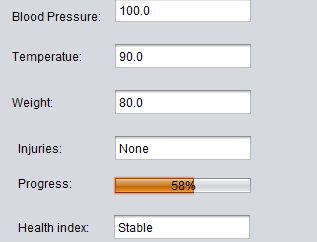 Blood Pressure: 100.0
Temperatue: 90.0
Weight: 80.0
Injuries: None
Progress: 58%
Health index: Stable